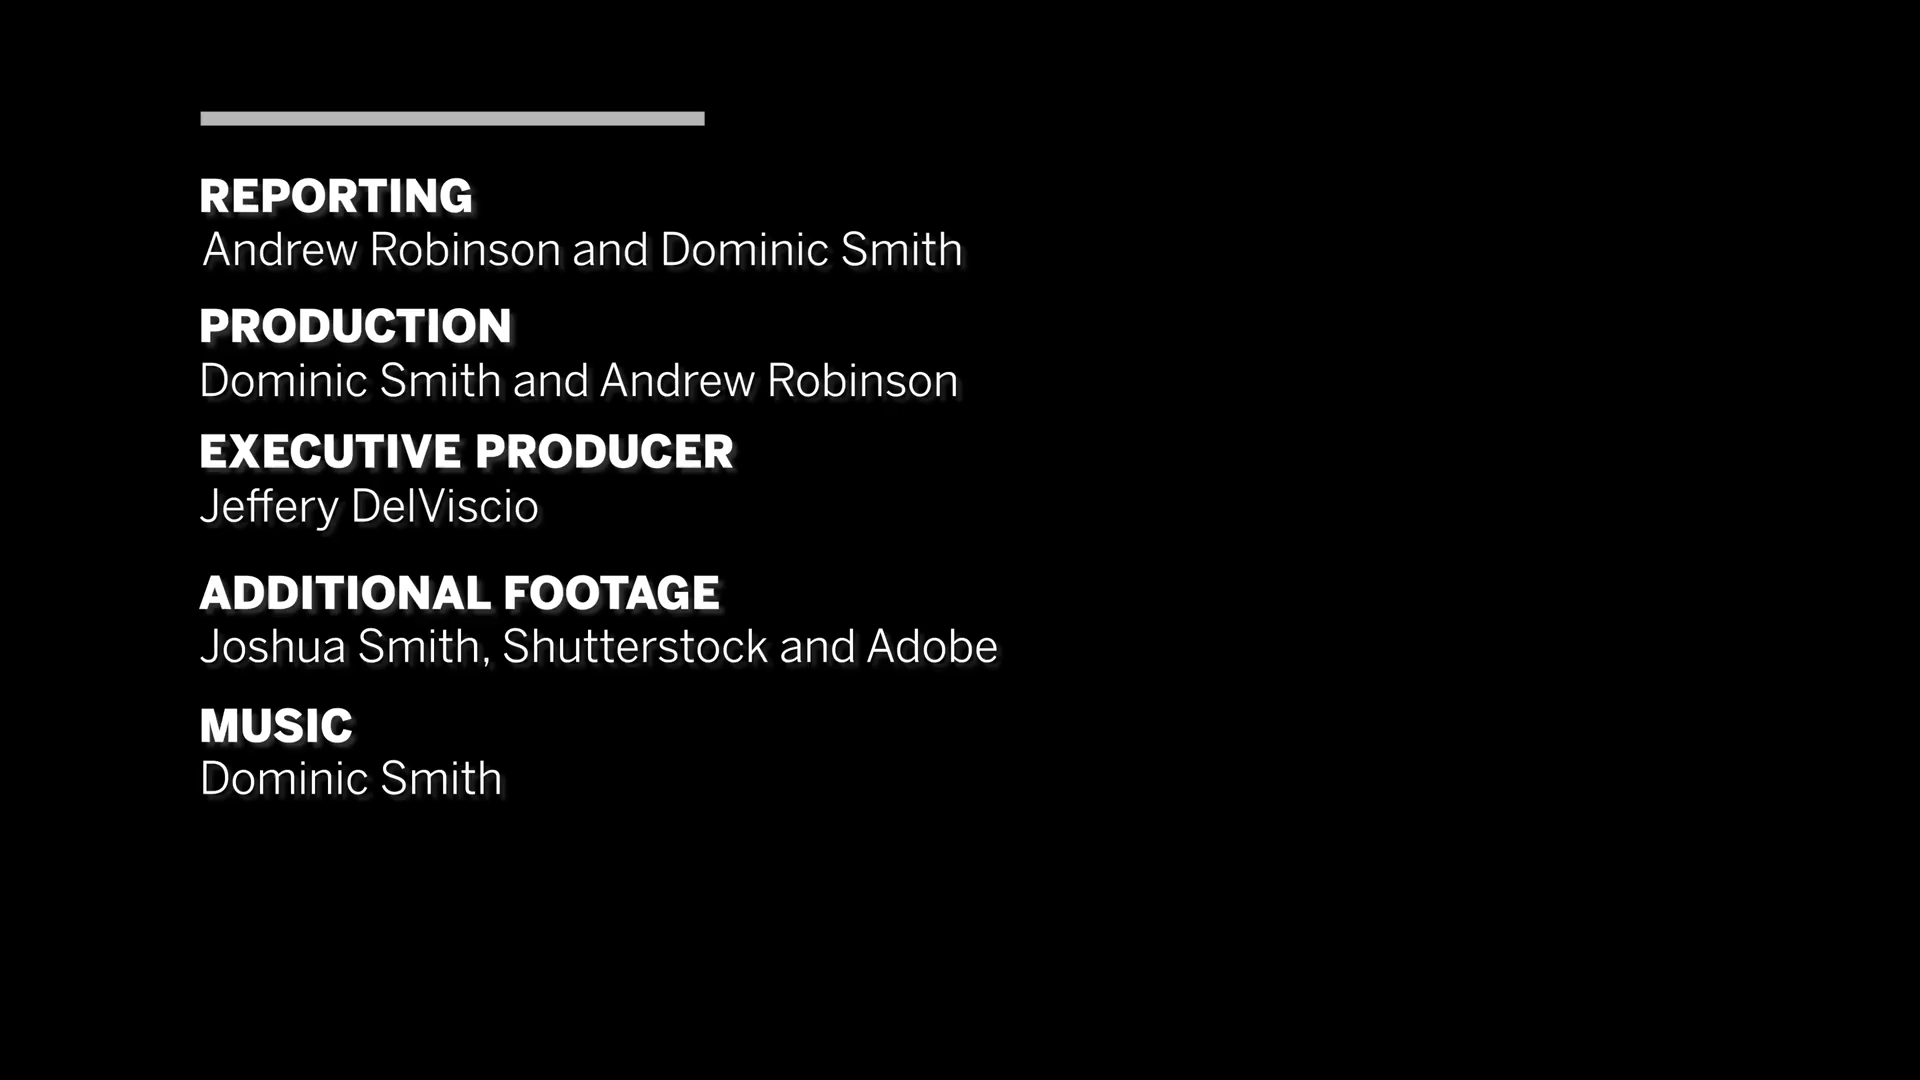 REPORTING
Andrew Robinson and Dominic Smith
PRODUCTION
Dominic Smith and Andrew Robinson
EXECUTIVE PRODUCER
Jeffery DelViscio
ADDITIONAL FOOTAGE
Joshua Smith, Shutterstock and Adobe
MUSIC
Dominic Smith